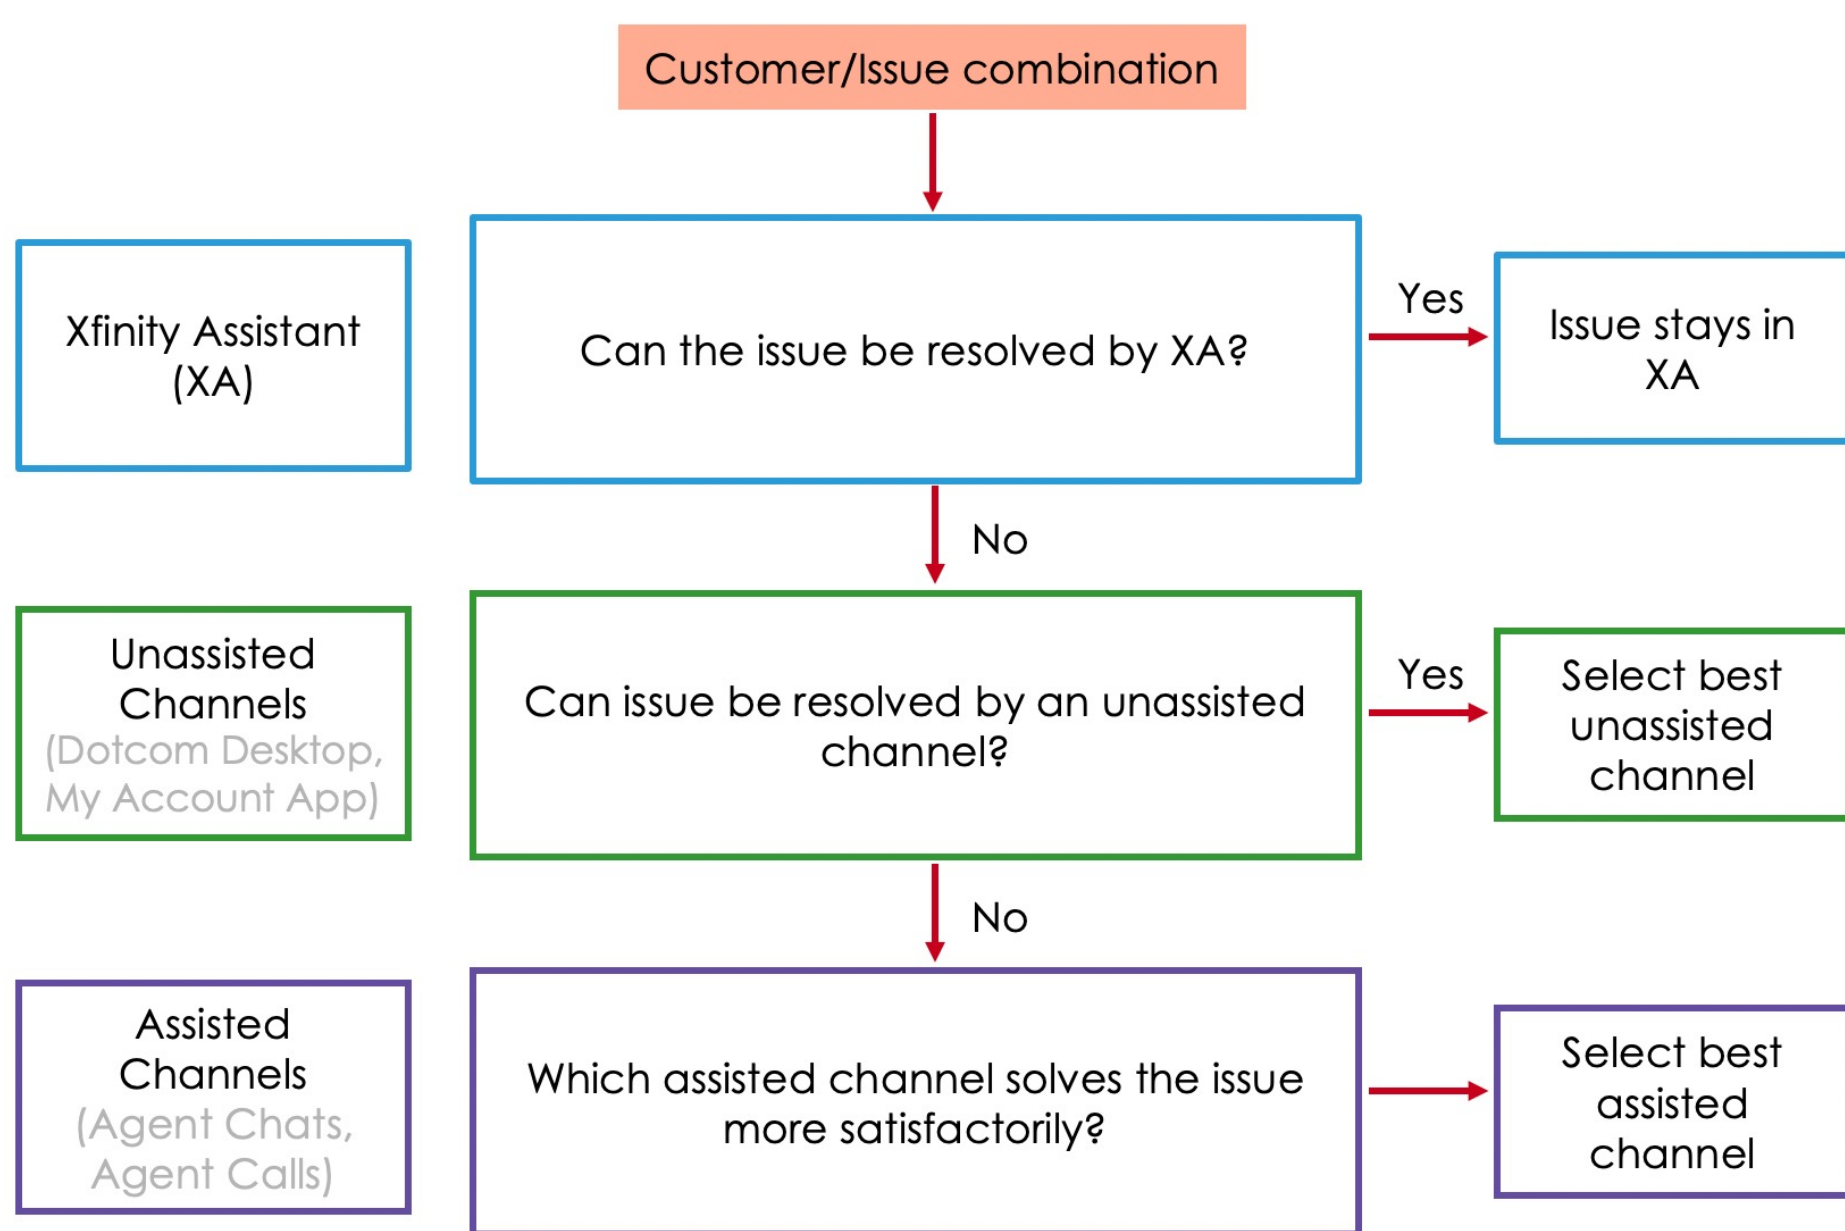 Customer/Issue combination
Xfinity Assistant
(XA)
Can the issue be resolved by XA?
Yes
Issue stays in
XA
No
Unassisted
Channels
(Dotcom Desktop,
My Account App)
Can issue be resolved by an unassisted
channel?
Yes
Select best
unassisted
channel
No
Assisted
Channels
(Agent Chats,
Agent Calls)
Which assisted channel solves the issue
more satisfactorily?
Select best
assisted
channel